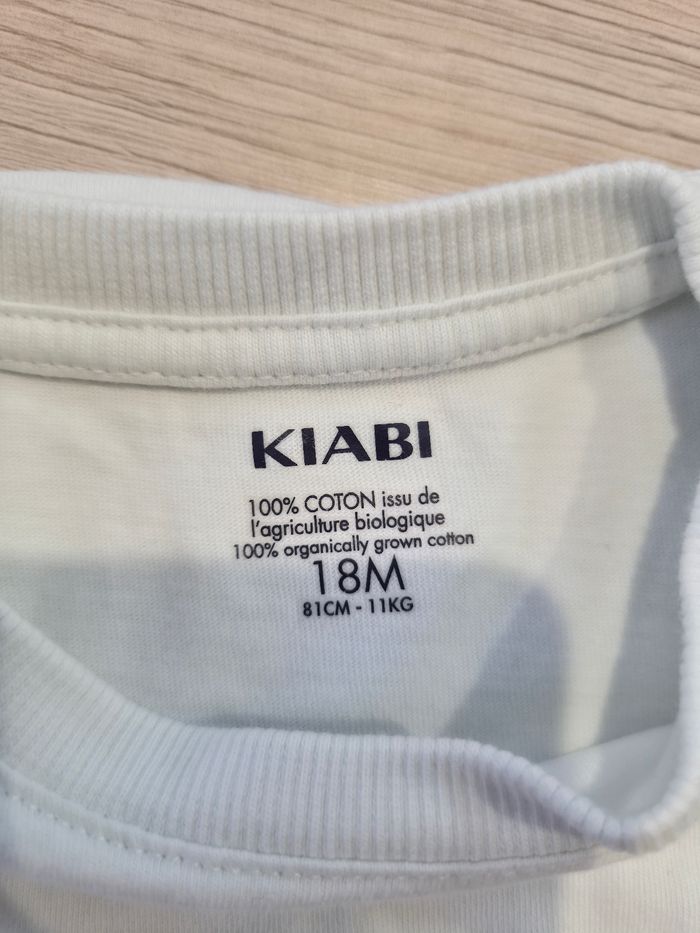 KIABI
100% COTON issu de
l'agriculture biologique
100% organically grown cotton
18M
81CM - 11KG